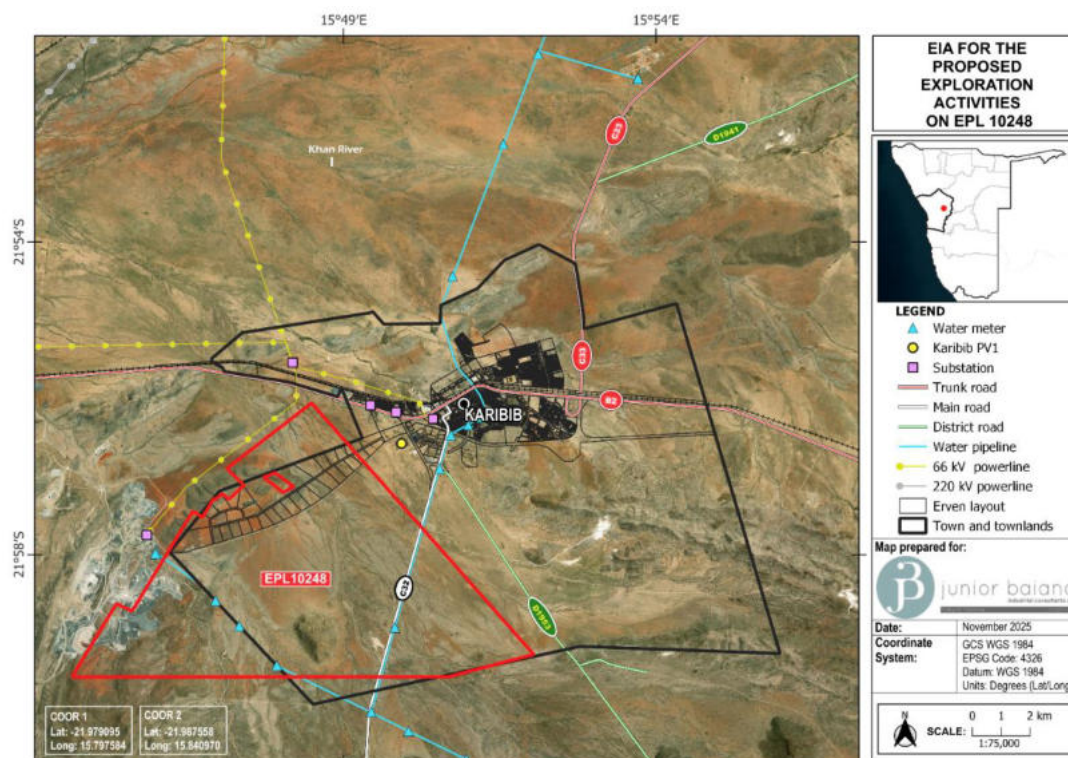 15°49'E
15°54'E
21°54'S
21°58'S
Khan River
C33
D1941
C33
B2
KARIBIB
EPL10248
C32
D1953
COOR 1
Lat: -21.979095
Long: 15.797584
COOR 2
Lat: -21.987558
Long: 15.840970
EIA FOR THE
PROPOSED
EXPLORATION
ACTIVITIES
ON EPL 10248
LEGEND
Water meter
Karibib PV1
Substation
Trunk road
Main road
District road
Water pipeline
66 kV powerline
220 kV powerline
Erven layout
Town and townlands
Map prepared for:
junior baiano
Date:
November 2025
Coordinate
System:
GCS WGS 1984
EPSG Code: 4326
Datum: WGS 1984
Units: Degrees (Lat/Long
N
SCALE:
0 1 2 km
1:75,000